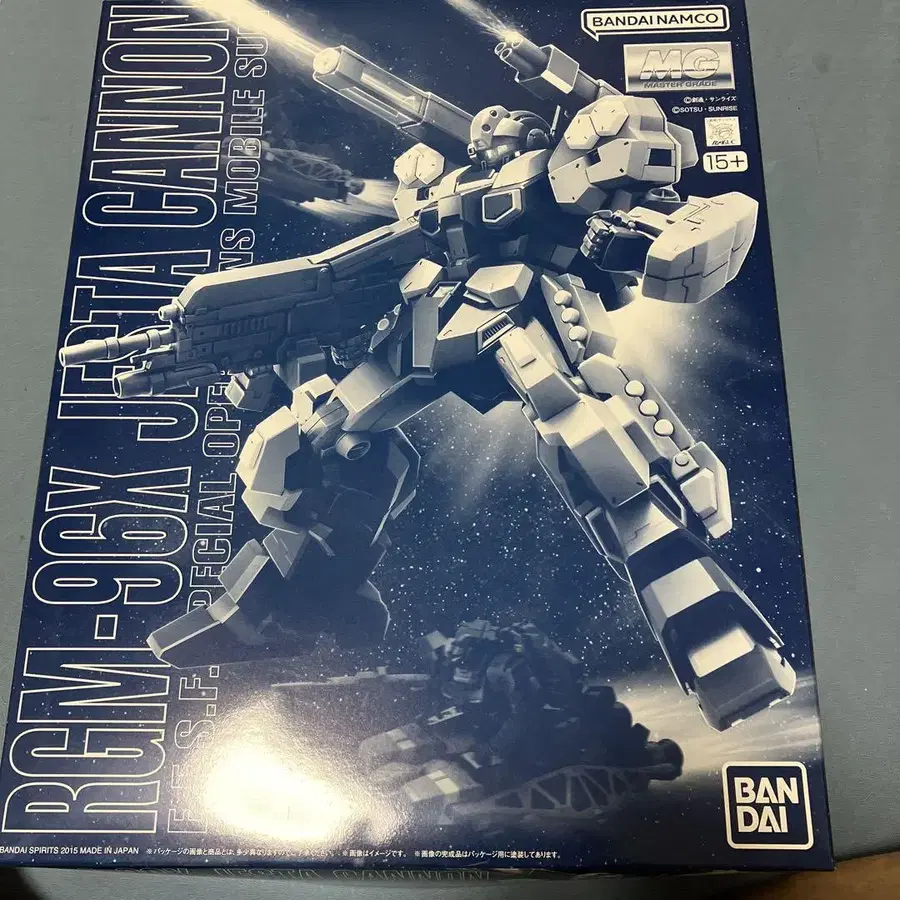 BANDAI NAMCO
MG
MASTER GRADE
©創通・サンライズ
©SOTSU・SUNRISE
15+
RGM-96X JESTA CANNON
E.F.S.F. SPECIAL OPERATIONS MOBILE SUIT
BAN
DAI
BANDAI SPIRITS 2015 MADE IN JAPAN ※パッケージの画像と商品とは、多少異なりますのでご了承ください。※画像はイメージです。 ※画像の完成品はパッケージ用に塗装してあります。
JESTA CANNON